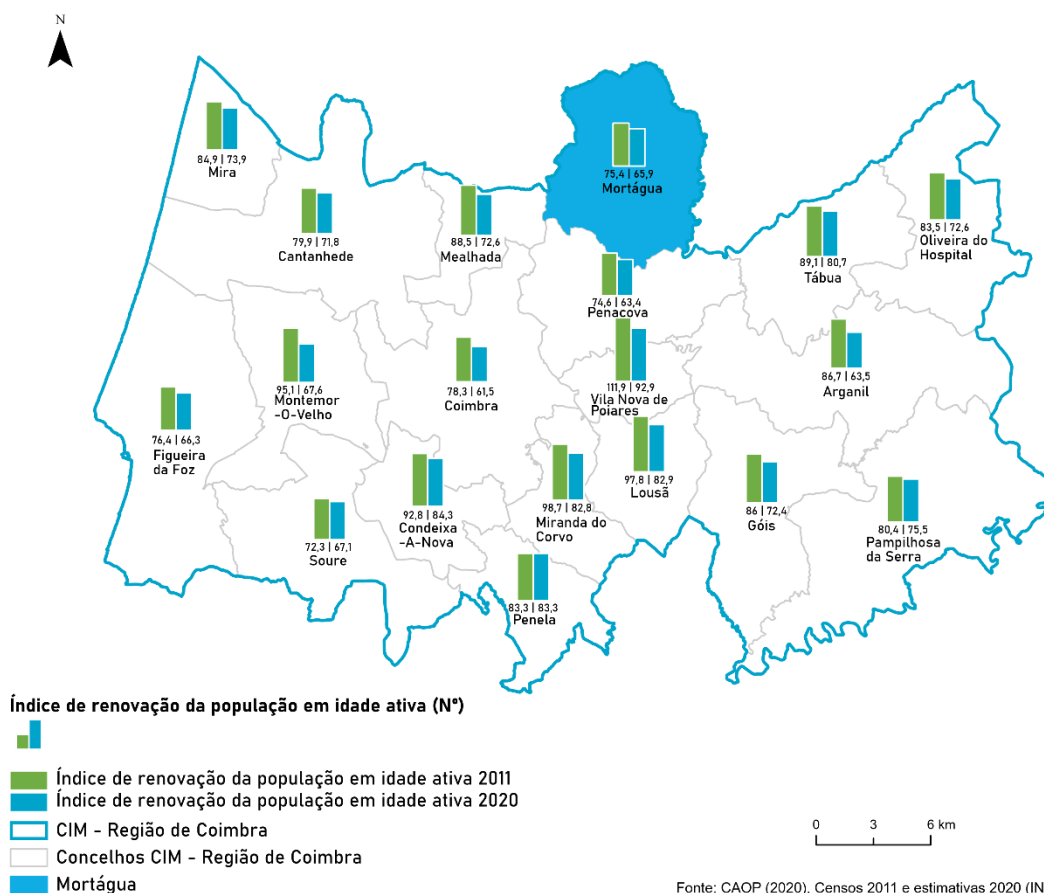 N
84,9 | 73,9
Mira
79,9 | 71,8
Cantanhede
88,5 | 72,6
Mealhada
75,4 | 65,9
Mortágua
83,5 | 72,6
Oliveira do
Hospital
89,1 | 80,7
Tábua
74,6 | 63,4
Penacova
95,1 | 67,6
Montemor
-O-Velho
78,3 | 61,5
Coimbra
111,9 | 92,9
Vila Nova de
Poiares
86,7 | 63,5
Arganil
76,4 | 66,3
Figueira
da Foz
92,8 | 84,3
Condeixa
-A-Nova
98,7 | 82,8
Miranda do
Corvo
97,8 | 82,9
Lousã
86 | 72,4
Góis
80,4 | 75,5
Pampilhosa
da Serra
72,3 | 67,1
Soure
83,3 | 83,3
Penela
Índice de renovação da população em idade ativa (Nº)
Índice de renovação da população em idade ativa 2011
Índice de renovação da população em idade ativa 2020
CIM - Região de Coimbra
Concelhos CIM - Região de Coimbra
Mortágua
0 3 6 km
Fonte: CAOP (2020), Censos 2011 e estimativas 2020 (IN